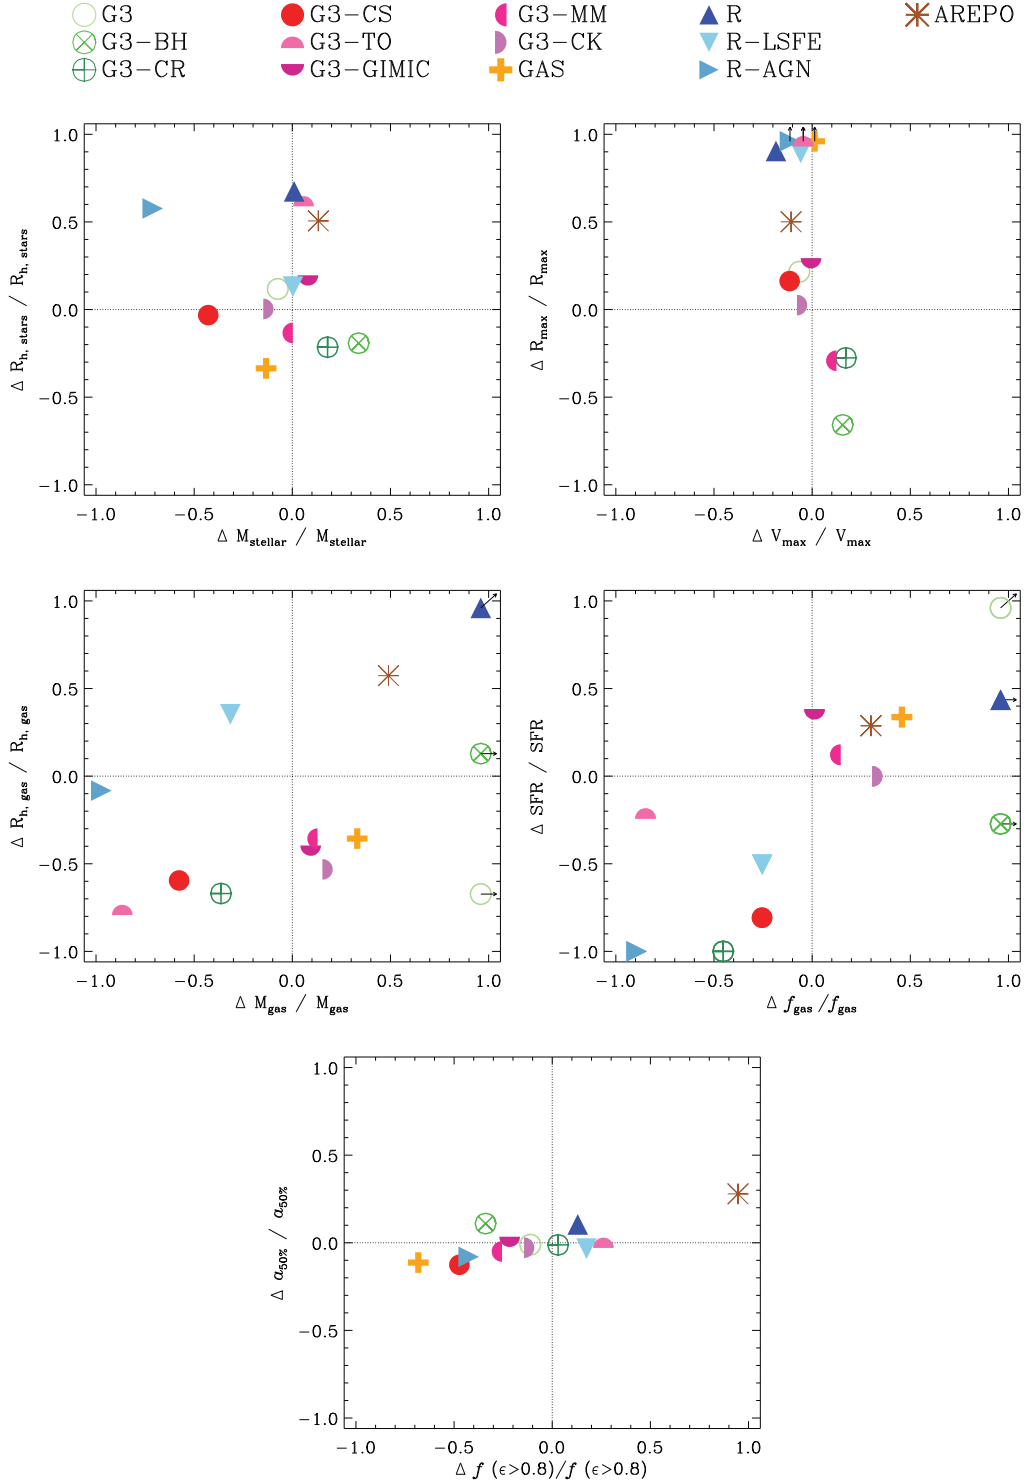 G3 G3-CS G3-MM R AREPO
G3-BH G3-TO G3-CK R-LSFE
G3-CR G3-GIMIC GAS R-AGN
1.0
0.5
0.0
-0.5
-1.0
Δ R_h, stars / R_h, stars
-1.0 -0.5 0.0 0.5 1.0
Δ M_stellar / M_stellar
1.0
0.5
0.0
-0.5
-1.0
Δ R_max / R_max
-1.0 -0.5 0.0 0.5 1.0
Δ V_max / V_max
1.0
0.5
0.0
-0.5
-1.0
Δ R_h, gas / R_h, gas
-1.0 -0.5 0.0 0.5 1.0
Δ M_gas / M_gas
1.0
0.5
0.0
-0.5
-1.0
Δ SFR / SFR
-1.0 -0.5 0.0 0.5 1.0
Δ f_gas/f_gas
1.0
0.5
0.0
-0.5
-1.0
Δ a_50% / a_50%
-1.0 -0.5 0.0 0.5 1.0
Δ f (ϵ>0.8)/f (ϵ>0.8)